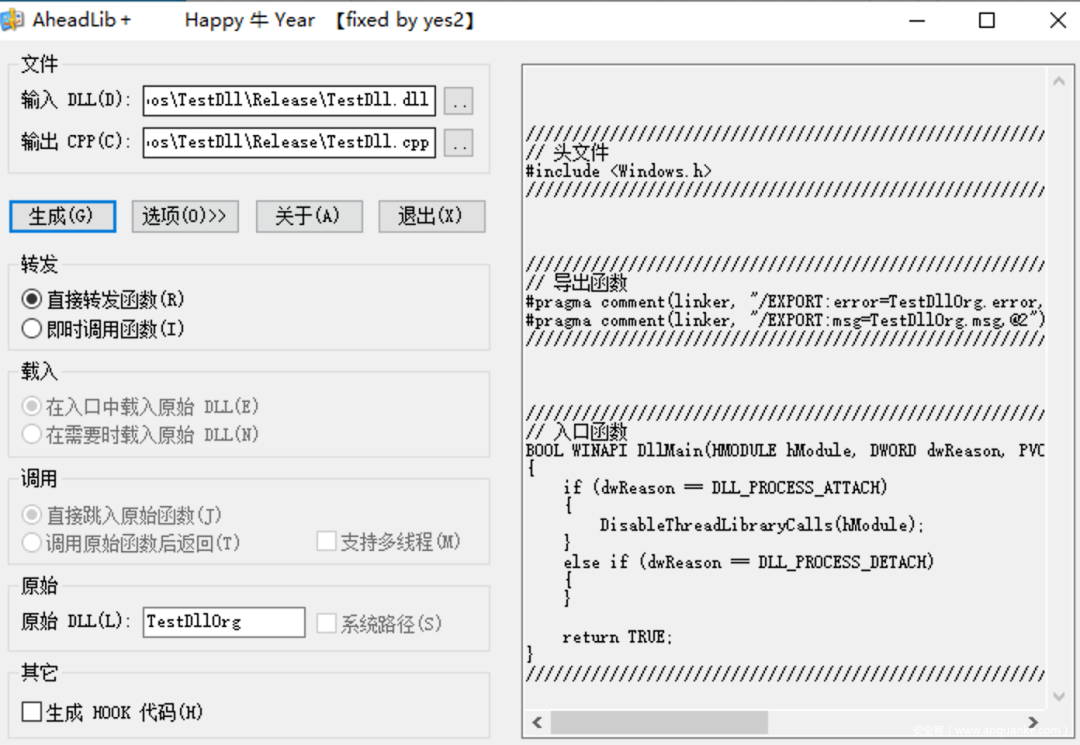 AheadLib+ Happy 牛 Year 【fixed by yes2】
文件
输入 DLL(D): os\TestDll\Release\TestDll.dll ..
输出 CPP(C): os\TestDll\Release\TestDll.cpp ..
生成(G) 选项(O)>> 关于(A) 退出(X)
转发
直接转发函数(R)
即时调用函数(I)
载入
在入口中载入原始 DLL(E)
在需要时载入原始 DLL(N)
调用
直接跳入原始函数(J)
调用原始函数后返回(T) 支持多线程(M)
原始
原始 DLL(L): TestDllOrg 系统路径(S)
其它
生成 HOOK 代码(H)
////////////////////////////////////////////////////////
// 头文件
#include <Windows.h>
////////////////////////////////////////////////////////
////////////////////////////////////////////////////////
// 导出函数
#pragma comment(linker, "/EXPORT:error=TestDllOrg.error,
#pragma comment(linker, "/EXPORT:msg=TestDllOrg.msg,@2")
////////////////////////////////////////////////////////
////////////////////////////////////////////////////////
// 入口函数
BOOL WINAPI DllMain(HMODULE hModule, DWORD dwReason, PVO
{
if (dwReason == DLL_PROCESS_ATTACH)
{
DisableThreadLibraryCalls(hModule);
}
else if (dwReason == DLL_PROCESS_DETACH)
{
}
return TRUE;
}
////////////////////////////////////////////////////////